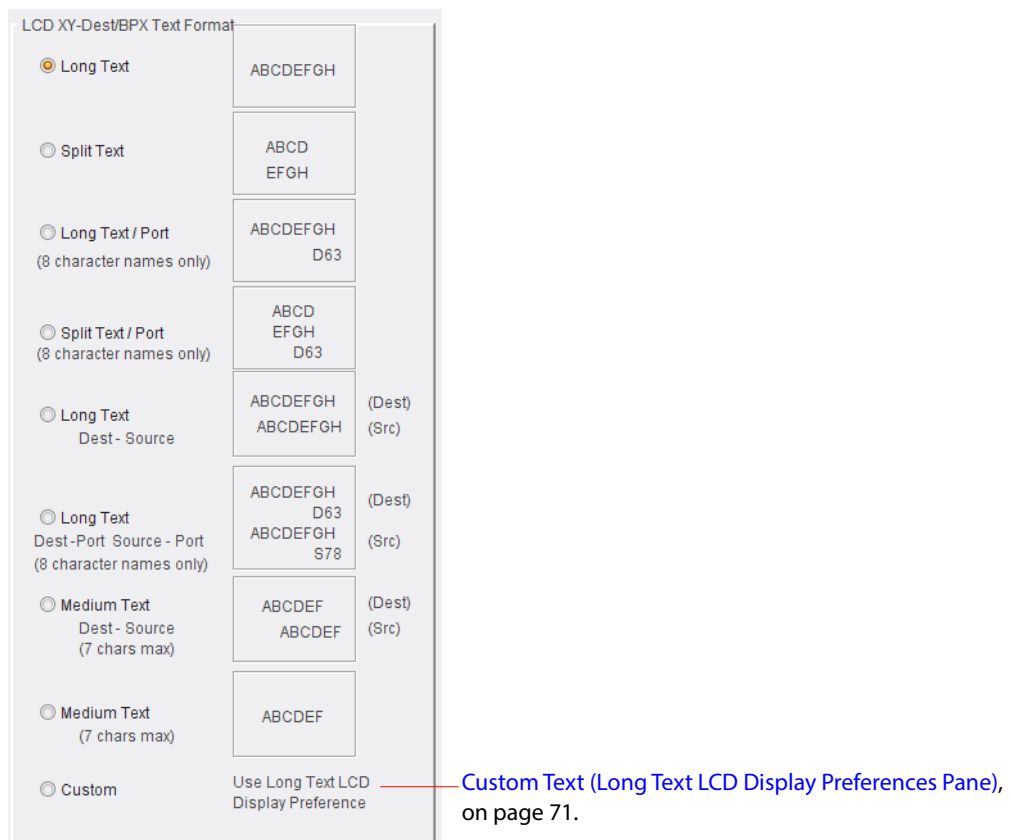 LCD XY-Dest/BPX Text Format
Long Text
ABCDEFGH
Split Text
ABCD
EFGH
Long Text / Port
(8 character names only)
ABCDEFGH
D63
Split Text / Port
(8 character names only)
ABCD
EFGH
D63
Long Text
Dest - Source
ABCDEFGH (Dest)
ABCDEFGH (Src)
Long Text
Dest -Port Source - Port
(8 character names only)
ABCDEFGH (Dest)
D63
ABCDEFGH (Src)
S78
Medium Text
Dest - Source
(7 chars max)
ABCDEF (Dest)
ABCDEF (Src)
Medium Text
(7 chars max)
ABCDEF
Custom
Use Long Text LCD
Display Preference
Custom Text (Long Text LCD Display Preferences Pane),
on page 71.